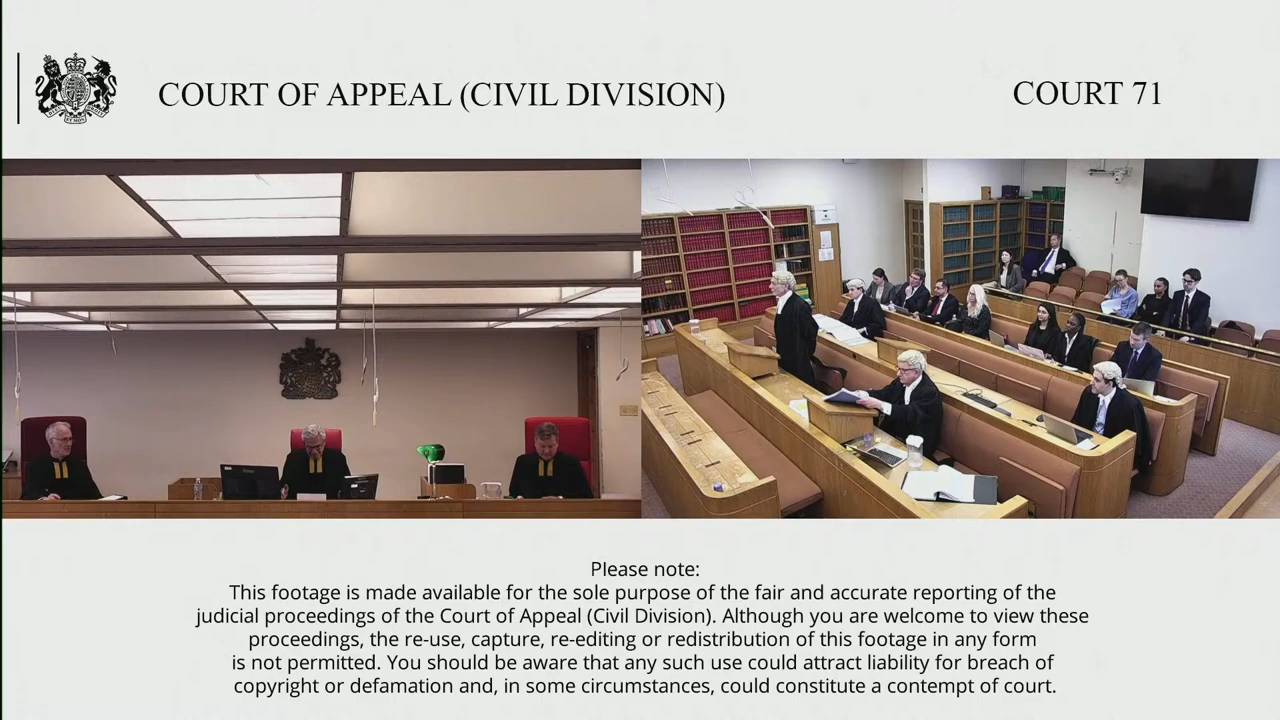 COURT OF APPEAL (CIVIL DIVISION)
COURT 71
Please note:
This footage is made available for the sole purpose of the fair and accurate reporting of the
judicial proceedings of the Court of Appeal (Civil Division). Although you are welcome to view these
proceedings, the re-use, capture, re-editing or redistribution of this footage in any form
is not permitted. You should be aware that any such use could attract liability for breach of
copyright or defamation and, in some circumstances, could constitute a contempt of court.